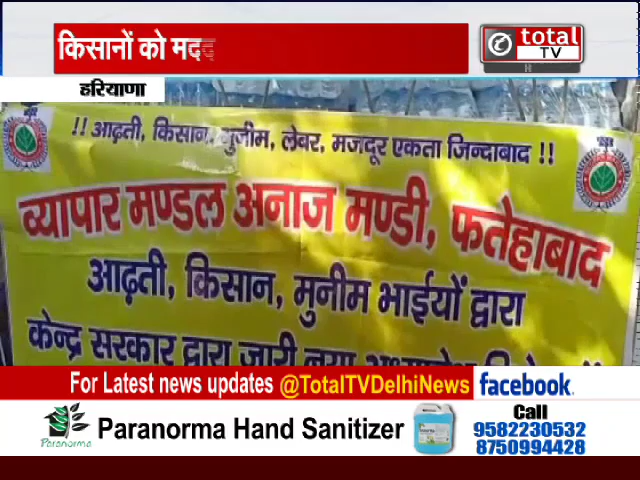 किसानों को मदद
total
TV
H
हरियाणा
!! आढ़ती, किसान, मुनीम, लेबर, मजदूर एकता जिन्दाबाद !!
व्यापार मण्डल अनाज मण्डी, फतेहाबाद
आढ़ती, किसान, मुनीम भाईयों द्वारा
केन्द्र सरकार द्वारा जारी नया
For Latest news updates @TotalTVDelhiNews facebook.
Paranorma
Paranorma Hand Sanitizer
Call
9582230532
8750994428